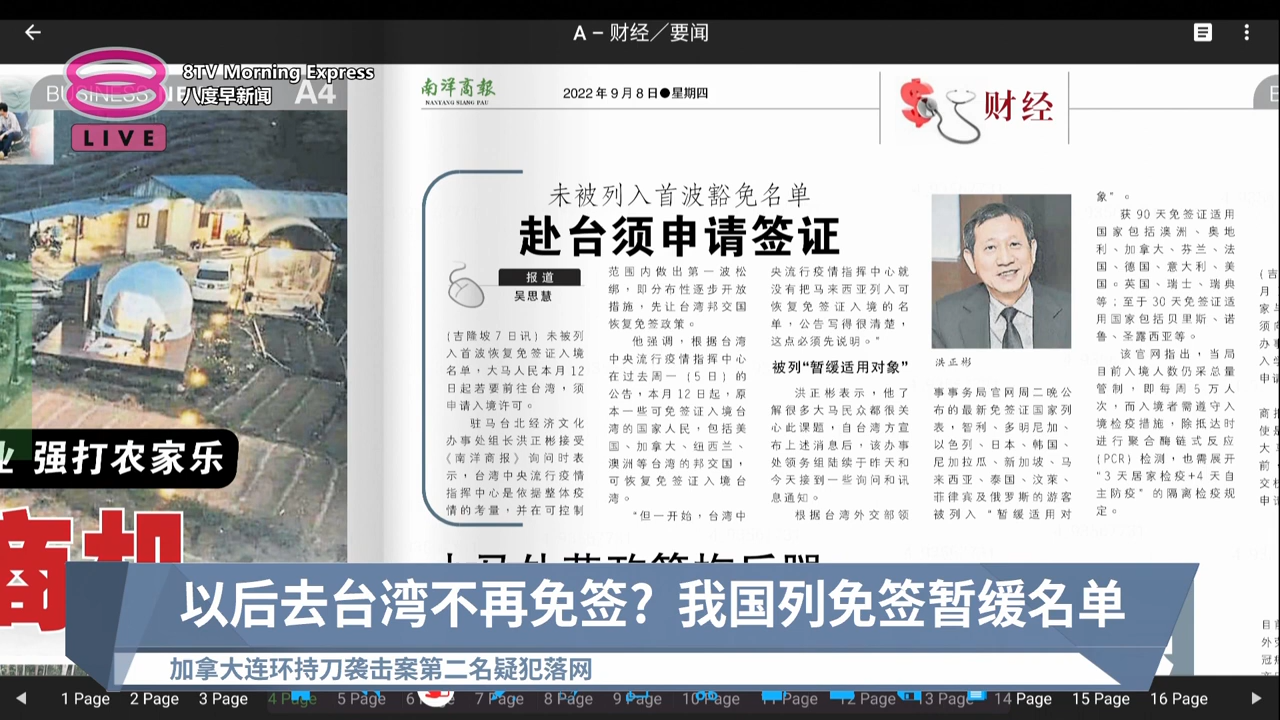 A – 财经／要闻
8TV Morning Express
八度早新闻
LIVE
A4
南洋商报
NANYANG SIANG PAU
2022年9月8日●星期四
财经
未被列入首波豁免名单
赴台须申请签证
报道
吴思慧
(吉隆坡7日讯) 未被列
入首波恢复免签证入境
名单，大马人民本月12
日起若要前往台湾，须
申请入境许可。
驻马台北经济文化
办事处组长洪正彬接受
《南洋商报》询问时表
示，台湾中央流行疫情
指挥中心是依据整体疫
情的考量，并在可控制
范围内做出第一波松
绑，即分布性逐步开放
措施，先让台湾邦交国
恢复免签政策。
他强调，根据台湾
中央流行疫情指挥中心
在过去周一 (5日) 的
公告，本月12日起，原
本一些可免签证入境台
湾的国家人民，包括美
国、加拿大、纽西兰、
澳洲等台湾的邦交国，
可恢复免签证入境台
湾。
“但一开始，台湾中
央流行疫情指挥中心就
没有把马来西亚列入可
恢复免签证入境的名
单，公告写得很清楚，
这点必须先说明。”
被列“暂缓适用对象”
洪正彬表示，他了
解很多大马民众都很关
心此课题，自台湾方宣
布上述消息后，该办事
处领务组陆续于昨天和
今天接到一些询问和讯
息通知。
根据台湾外交部领
洪正彬
事事务局官网周二晚公
布的最新免签证国家列
表，智利、多明尼加、
以色列、日本、韩国、
尼加拉瓜、新加坡、马
来西亚、泰国、汶莱、
菲律宾及俄罗斯的游客
被列入“暂缓适用对
象”。
获90天免签证适用
国家包括澳洲、奥地
利、加拿大、芬兰、法
国、德国、意大利、美
国。英国、瑞士、瑞典
等；至于30天免签证适
用国家包括贝里斯、诺
鲁、圣露西亚等。
该官网指出，当局
目前入境人数仍采总量
管制，即每周5万人
次，而入境者需遵守入
境检疫措施，除抵达时
进行聚合酶链式反应
(PCR) 检测，也需展开
“3天居家检疫+4天自
主防疫”的隔离检疫规
定。
强打农家乐
商机
以后去台湾不再免签？我国列免签暂缓名单
加拿大连环持刀袭击案第二名疑犯落网
1 Page 2 Page 3 Page 4 Page 5 Page 7 Page 8 Page 9 Page 10 Page 11 Page 12 Page 13 Page 14 Page 15 Page 16 Page